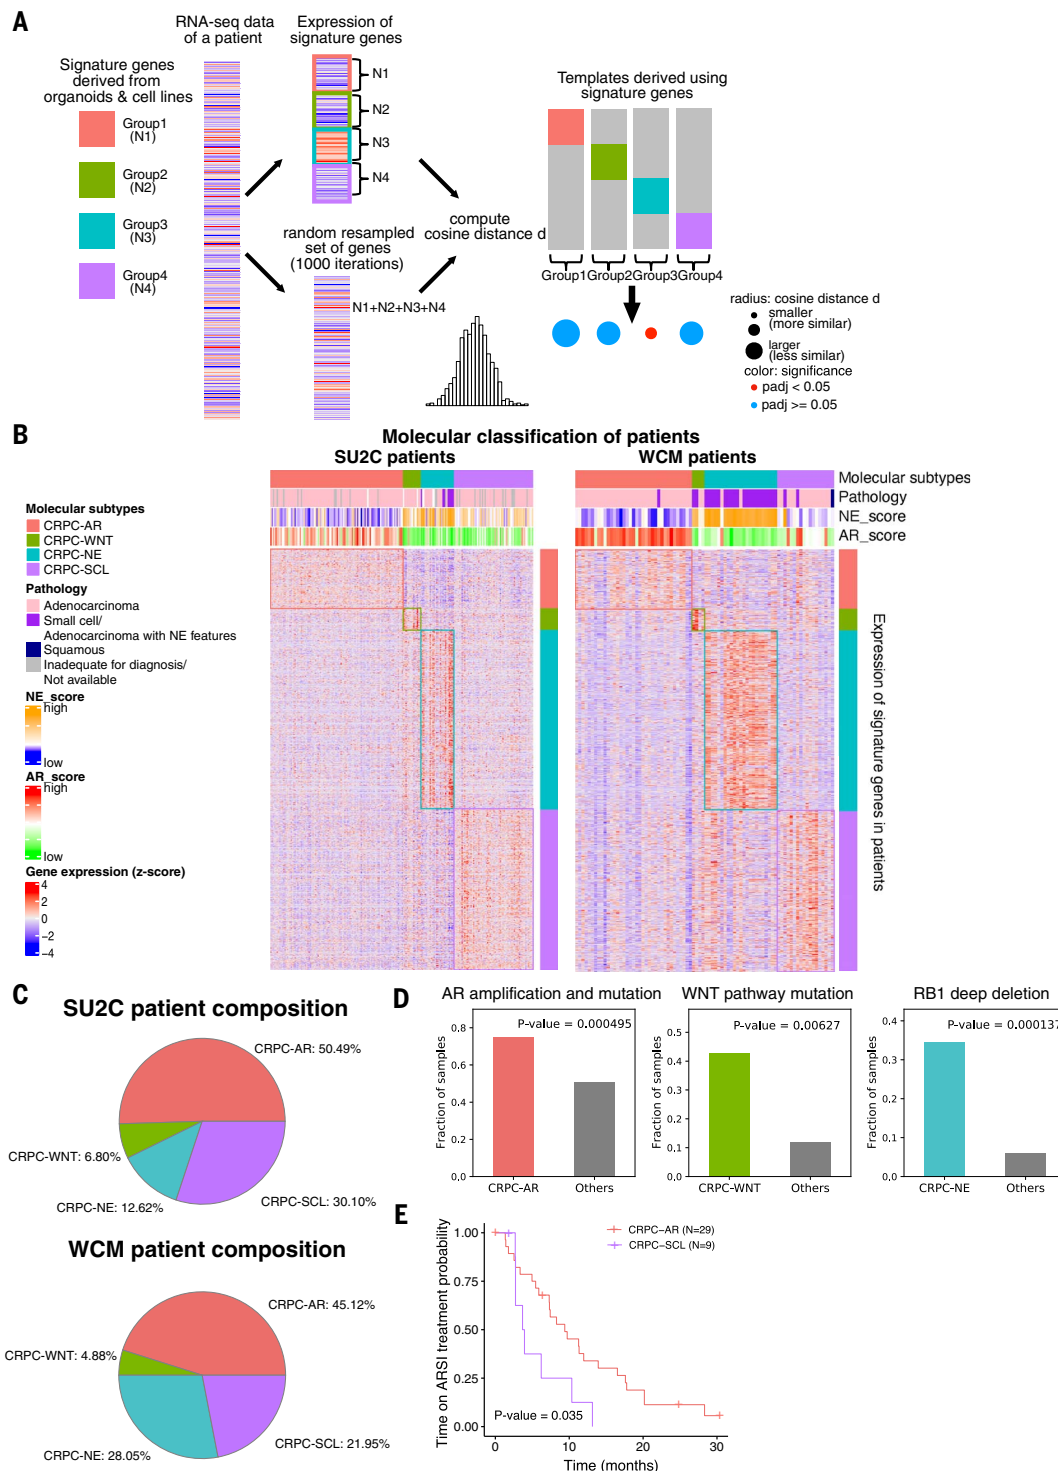 A
RNA-seq data
of a patient
Expression of
signature genes
Signature genes
derived from
organoids & cell lines
Group1
(N1)
Group2
(N2)
Group3
(N3)
Group4
(N4)
N1
N2
N3
N4
random resampled
set of genes
(1000 iterations)
N1+N2+N3+N4
compute
cosine distance d
Templates derived using
signature genes
Group1
Group2
Group3
Group4
radius: cosine distance d
smaller
(more similar)
larger
(less similar)
color: significance
padj < 0.05
padj >= 0.05
B
Molecular classification of patients
SU2C patients
WCM patients
Molecular subtypes
Pathology
NE_score
AR_score
Expression of signature genes in patients
Molecular subtypes
CRPC-AR
CRPC-WNT
CRPC-NE
CRPC-SCL
Pathology
Adenocarcinoma
Small cell/
Adenocarcinoma with NE features
Squamous
Inadequate for diagnosis/
Not available
NE_score
high
low
AR_score
high
low
Gene expression (z-score)
4
2
0
−2
−4
C
SU2C patient composition
CRPC-AR: 50.49%
CRPC-WNT: 6.80%
CRPC-NE: 12.62%
CRPC-SCL: 30.10%
WCM patient composition
CRPC-AR: 45.12%
CRPC-WNT: 4.88%
CRPC-NE: 28.05%
CRPC-SCL: 21.95%
D
AR amplification and mutation
P-value = 0.000495
Fraction of samples
0.8
0.6
0.4
0.2
0.0
CRPC-AR
Others
WNT pathway mutation
P-value = 0.00627
Fraction of samples
0.5
0.4
0.3
0.2
0.1
0.0
CRPC-WNT
Others
RB1 deep deletion
P-value = 0.000137
Fraction of samples
0.4
0.3
0.2
0.1
0.0
CRPC-NE
Others
E
Time on ARSI treatment probability
1.00
0.75
0.50
0.25
0.00
CRPC−AR (N=29)
CRPC−SCL (N=9)
P-value = 0.035
0
10
20
30
Time (months)